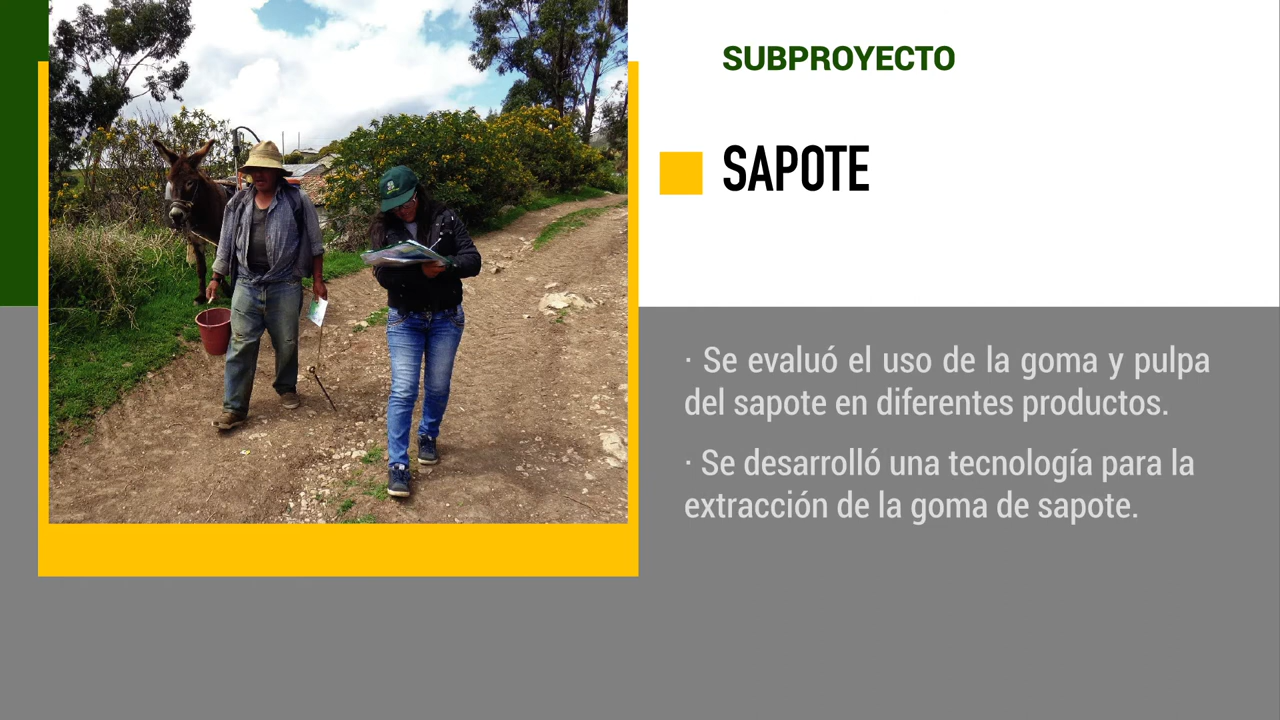 SUBPROYECTO
SAPOTE
· Se evaluó el uso de la goma y pulpa
del sapote en diferentes productos.
· Se desarrolló una tecnología para la
extracción de la goma de sapote.